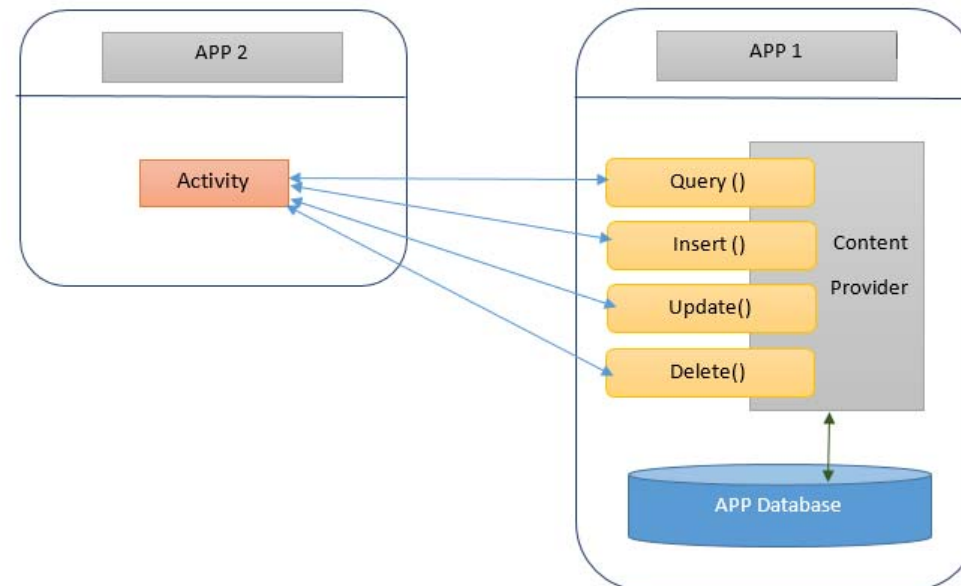 APP 2
APP 1
Activity
Query ()
Insert ()
Update()
Delete()
Content
Provider
APP Database